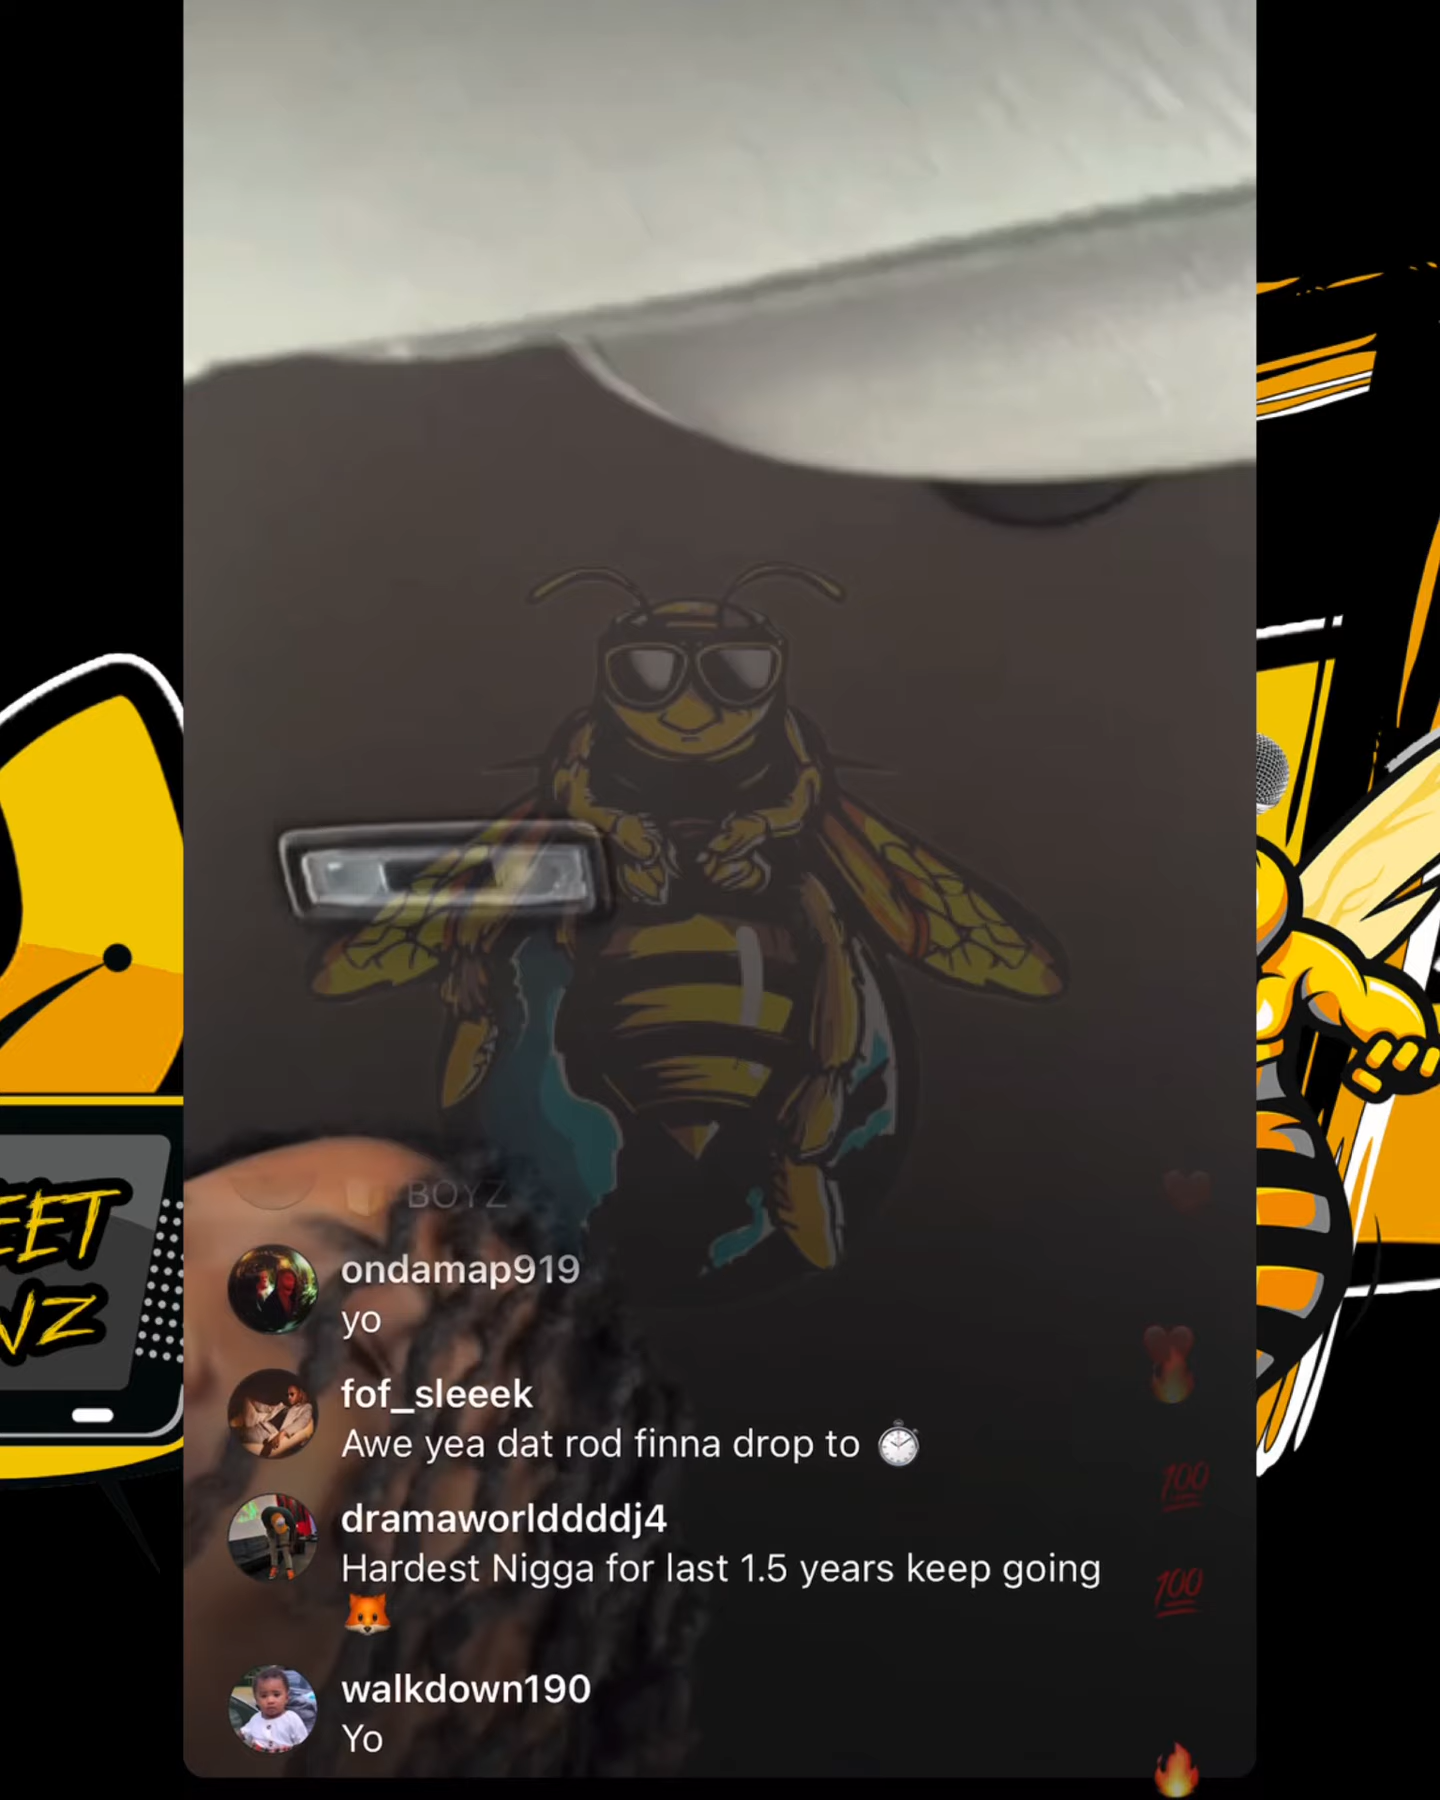 BOYZ
ondamap919
yo
fof_sleeek
Awe yea dat rod finna drop to ⏱️
dramaworlddddj4
Hardest Nigga for last 1.5 years keep going
🦊
walkdown190
Yo
💯
💯